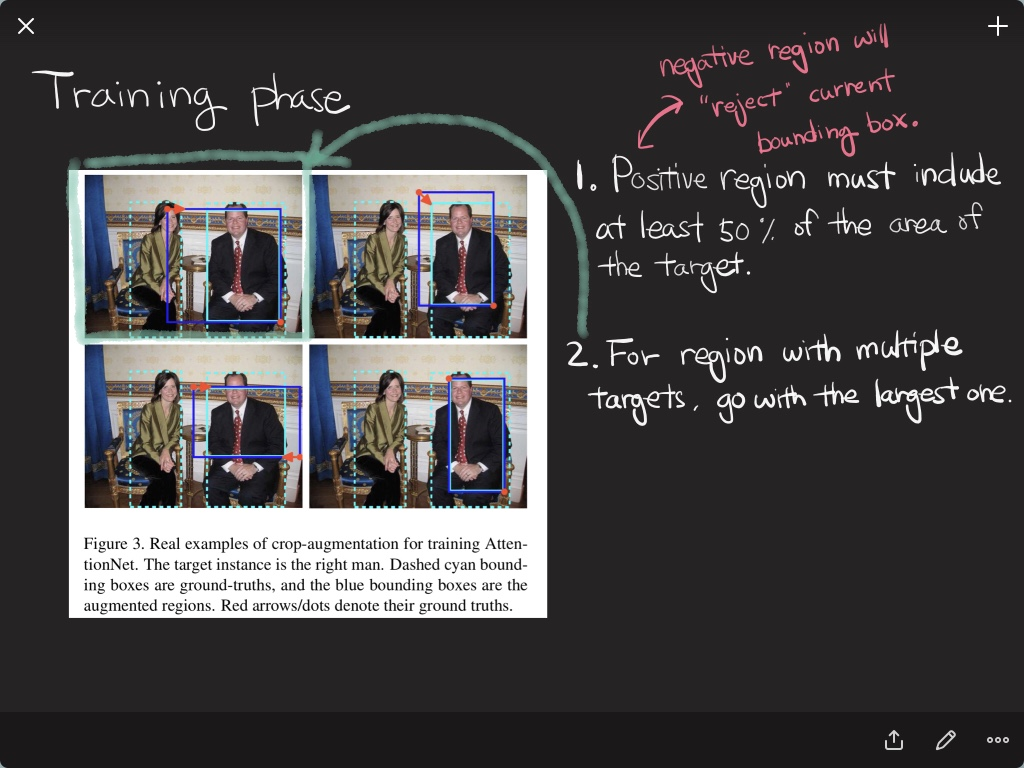 Training phase
negative region will
"reject" current
bounding box.
1. Positive region must include
at least 50% of the area of
the target.
2. For region with multiple
targets, go with the largest one.
Figure 3. Real examples of crop-augmentation for training Atten-
tionNet. The target instance is the right man. Dashed cyan bound-
ing boxes are ground-truths, and the blue bounding boxes are the
augmented regions. Red arrows/dots denote their ground truths.